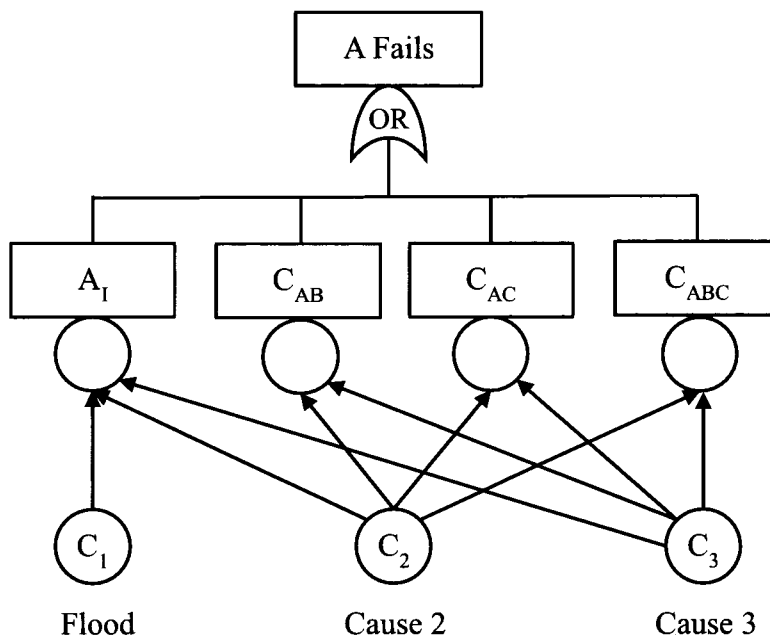 A Fails
OR
A_I C_AB C_AC C_ABC
C_1 C_2 C_3
Flood Cause 2 Cause 3